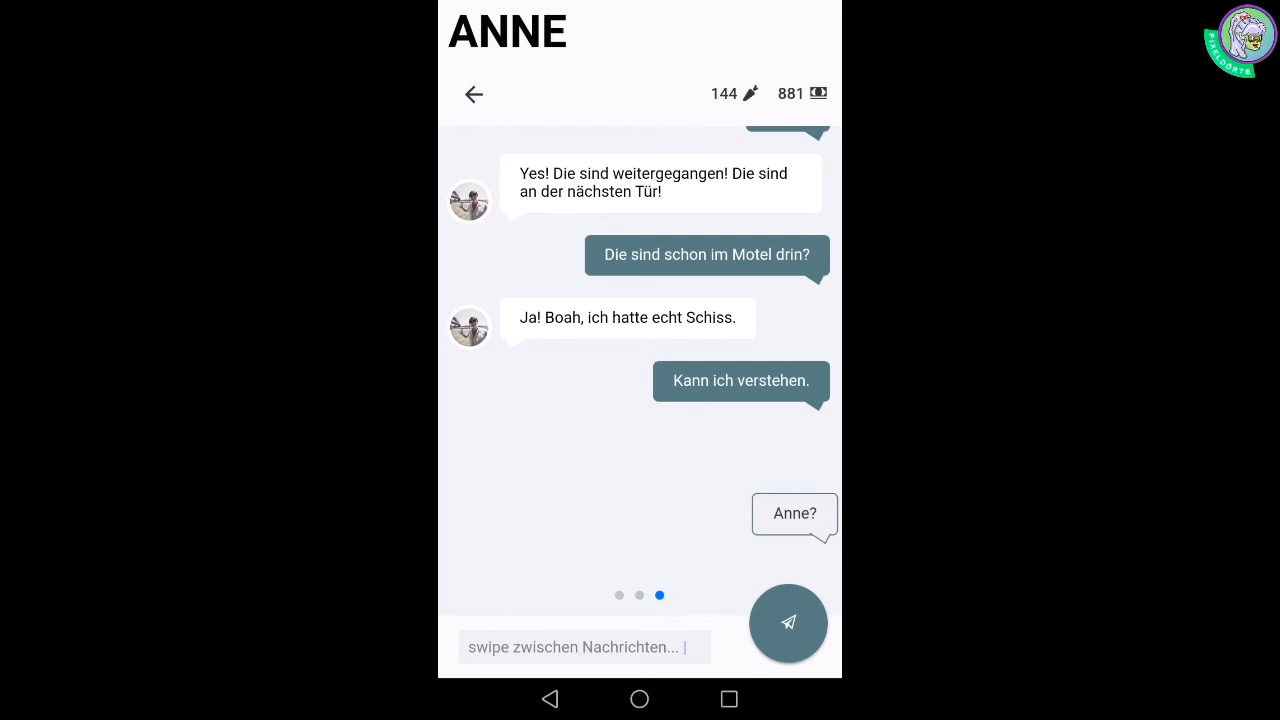 ANNE
144
881
Yes! Die sind weitergegangen! Die sind
an der nächsten Tür!
Die sind schon im Motel drin?
Ja! Boah, ich hatte echt Schiss.
Kann ich verstehen.
Anne?
swipe zwischen Nachrichten... |
PIXELDÖRTE